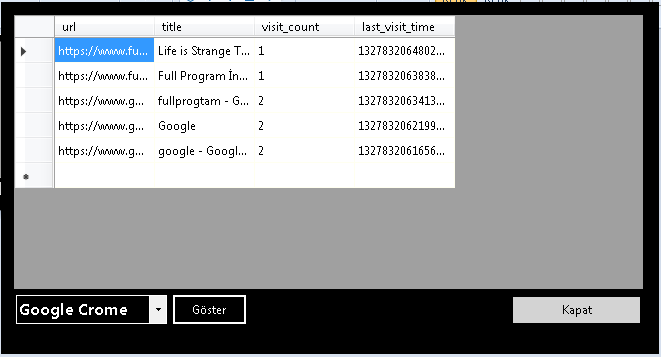 url title visit_count last_visit_time
https://www.fu... Life is Strange T... 1 1327832064802...
https://www.fu... Full Program İn... 1 1327832063838...
https://www.g... fullprogtam - G... 2 1327832063413...
https://www.g... Google 2 1327832062199...
https://www.g... google - Googl... 2 1327832061656...
Google Crome Göster Kapat